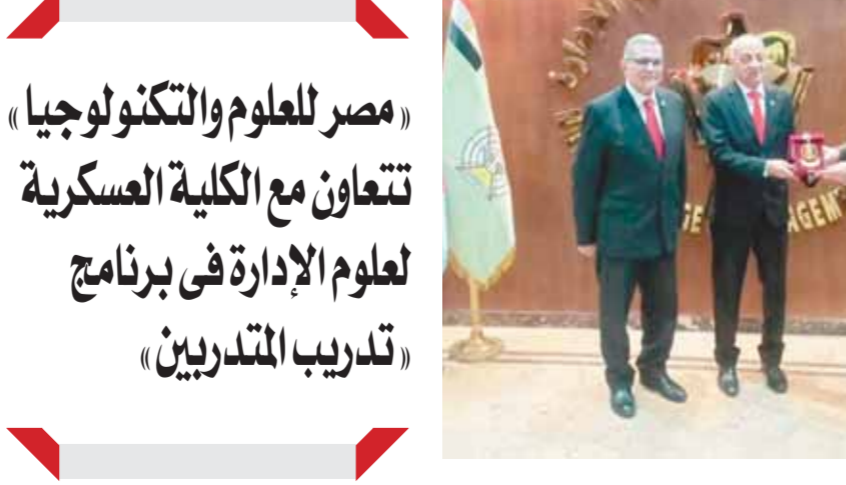 « مصر للعلوم والتكنولوجيا »
تتعاون مع الكلية العسكرية
لعلوم الإدارة فى برنامج
« تدريب المتدربين »